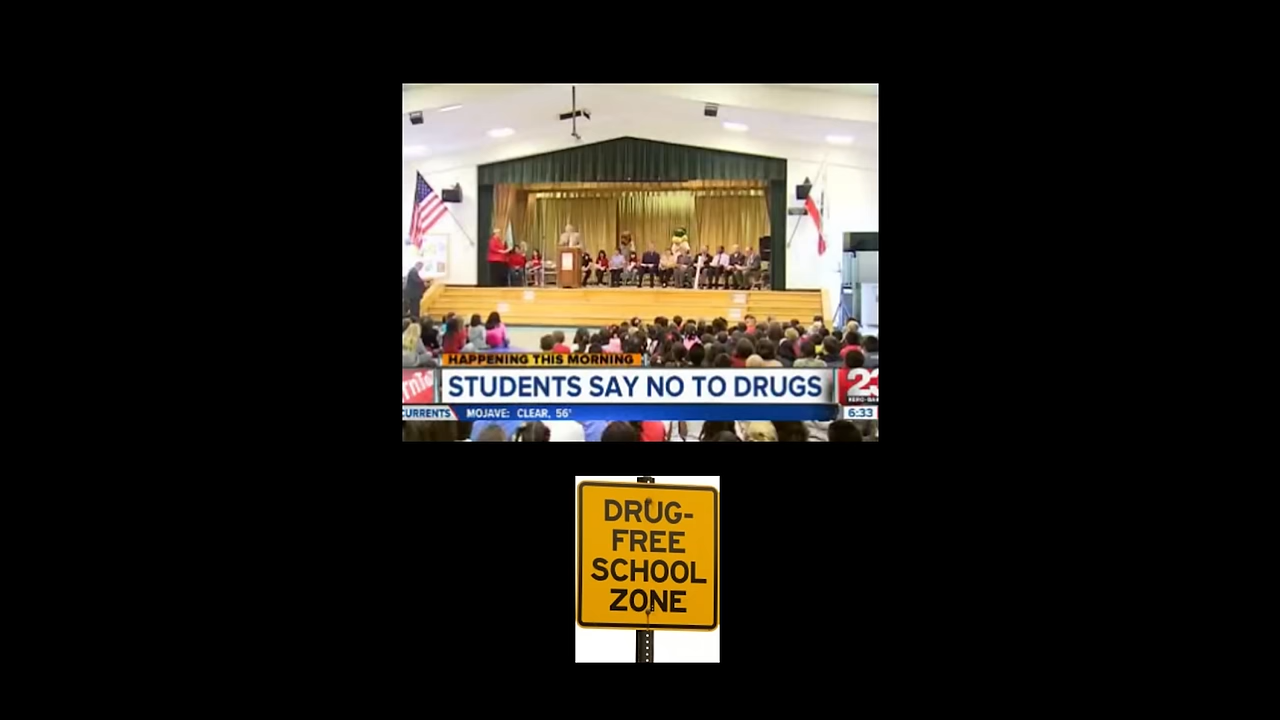 HAPPENING THIS MORNING
STUDENTS SAY NO TO DRUGS
23
CURRENTS
MOJAVE: CLEAR, 56°
6:33
DRUG-
FREE
SCHOOL
ZONE